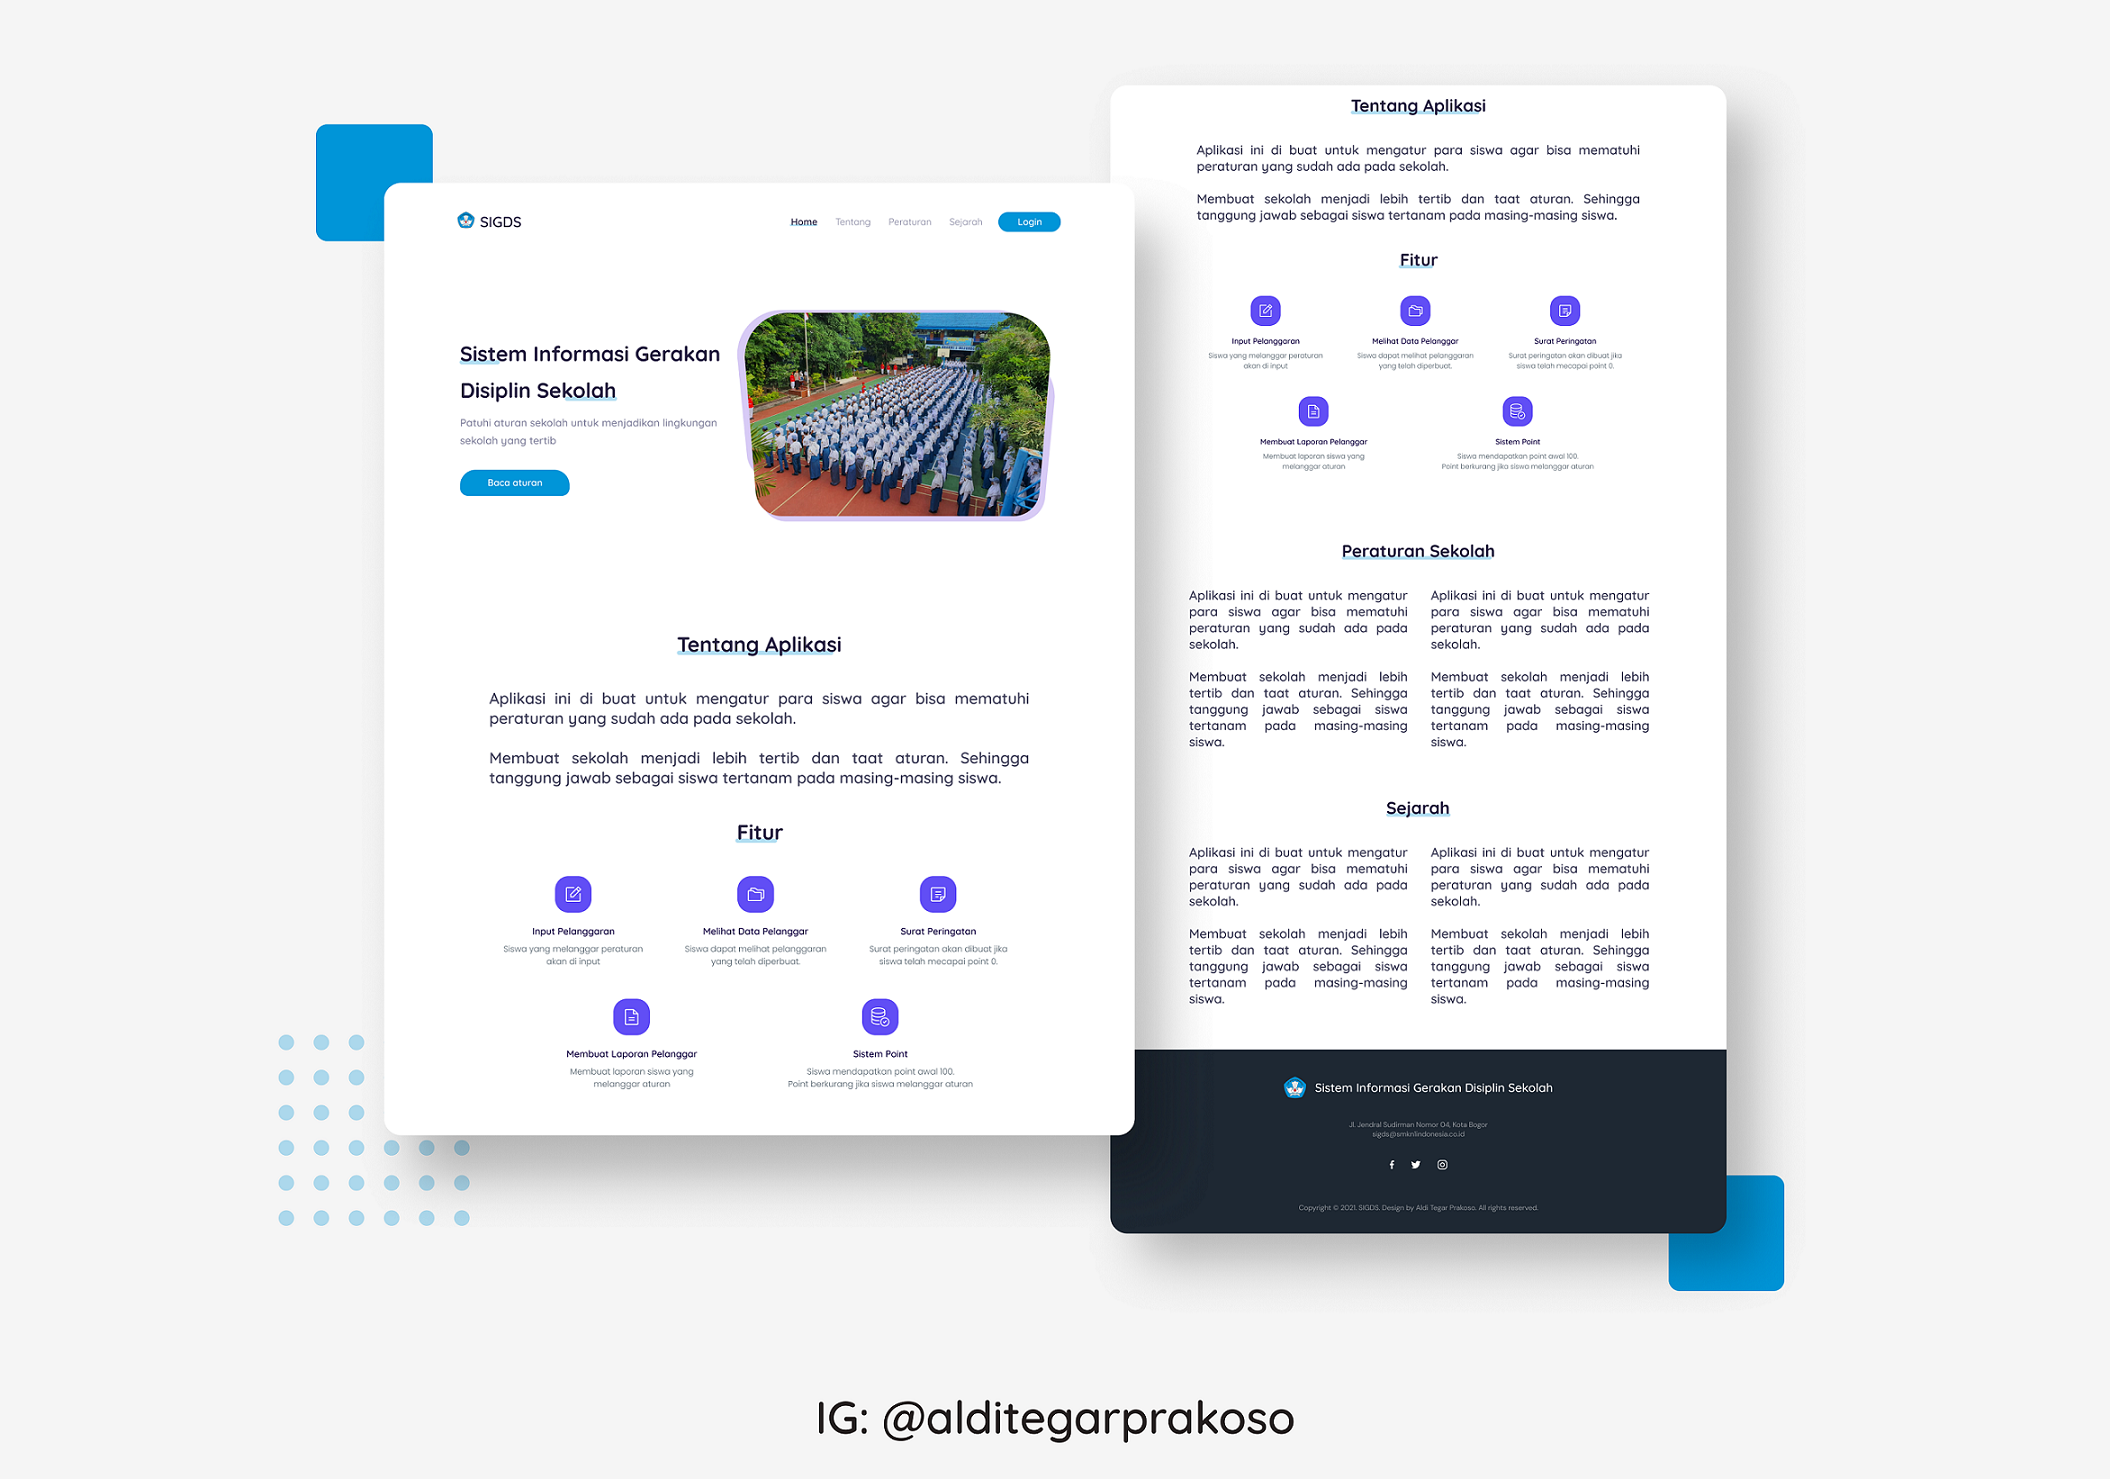 SIGDS
Home Tentang Peraturan Sejarah Login
Sistem Informasi Gerakan
Disiplin Sekolah
Patuhi aturan sekolah untuk menjadikan lingkungan
sekolah yang tertib
Baca aturan
Tentang Aplikasi
Aplikasi ini di buat untuk mengatur para siswa agar bisa mematuhi
peraturan yang sudah ada pada sekolah.
Membuat sekolah menjadi lebih tertib dan taat aturan. Sehingga
tanggung jawab sebagai siswa tertanam pada masing-masing siswa.
Fitur
Input Pelanggaran
Siswa yang melanggar peraturan
akan di input
Melihat Data Pelanggar
Siswa dapat melihat pelanggaran
yang telah diperbuat.
Surat Peringatan
Surat peringatan akan dibuat jika
siswa telah mecapai point 0.
Membuat Laporan Pelanggar
Membuat laporan siswa yang
melanggar aturan
Sistem Point
Siswa mendapatkan point awal 100.
Point berkurang jika siswa melanggar aturan
Tentang Aplikasi
Aplikasi ini di buat untuk mengatur para siswa agar bisa mematuhi
peraturan yang sudah ada pada sekolah.
Membuat sekolah menjadi lebih tertib dan taat aturan. Sehingga
tanggung jawab sebagai siswa tertanam pada masing-masing siswa.
Fitur
Input Pelanggaran
Siswa yang melanggar peraturan
akan di input
Melihat Data Pelanggar
Siswa dapat melihat pelanggaran
yang telah diperbuat.
Surat Peringatan
Surat peringatan akan dibuat jika
siswa telah mecapai point 0.
Membuat Laporan Pelanggar
Membuat laporan siswa yang
melanggar aturan
Sistem Point
Siswa mendapatkan point awal 100.
Point berkurang jika siswa melanggar aturan
Peraturan Sekolah
Aplikasi ini di buat untuk mengatur
para siswa agar bisa mematuhi
peraturan yang sudah ada pada
sekolah.
Membuat sekolah menjadi lebih
tertib dan taat aturan. Sehingga
tanggung jawab sebagai siswa
tertanam pada masing-masing
siswa.
Aplikasi ini di buat untuk mengatur
para siswa agar bisa mematuhi
peraturan yang sudah ada pada
sekolah.
Membuat sekolah menjadi lebih
tertib dan taat aturan. Sehingga
tanggung jawab sebagai siswa
tertanam pada masing-masing
siswa.
Sejarah
Aplikasi ini di buat untuk mengatur
para siswa agar bisa mematuhi
peraturan yang sudah ada pada
sekolah.
Membuat sekolah menjadi lebih
tertib dan taat aturan. Sehingga
tanggung jawab sebagai siswa
tertanam pada masing-masing
siswa.
Aplikasi ini di buat untuk mengatur
para siswa agar bisa mematuhi
peraturan yang sudah ada pada
sekolah.
Membuat sekolah menjadi lebih
tertib dan taat aturan. Sehingga
tanggung jawab sebagai siswa
tertanam pada masing-masing
siswa.
Sistem Informasi Gerakan Disiplin Sekolah
Jl. Jendral Sudirman Nomor 04, Kota Bogor
sigds@smkn1indonesia.co.id
Copyright © 2021. SIGDS. Design by Aldi Tegar Prakoso. All rights reserved.
IG: @alditegarprakoso